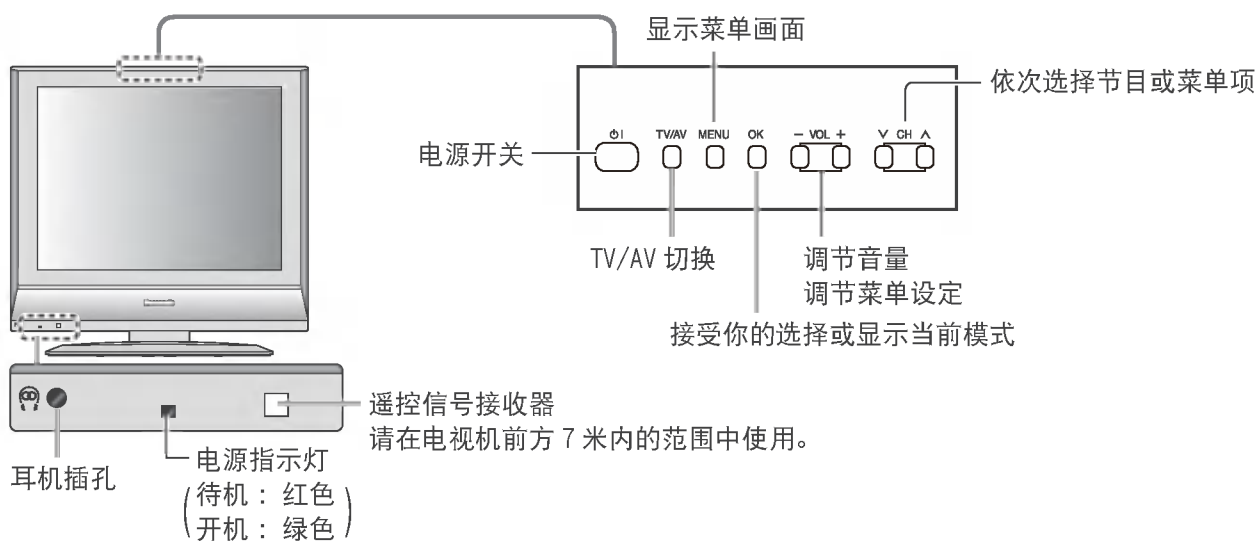 显示菜单画面
依次选择节目或菜单项
⏻I TV/AV MENU OK − VOL + ∨ CH ∧
电源开关
TV/AV 切换
调节音量
调节菜单设定
接受你的选择或显示当前模式
遥控信号接收器
请在电视机前方 7 米内的范围中使用。
耳机插孔
电源指示灯
(待机： 红色
开机： 绿色)